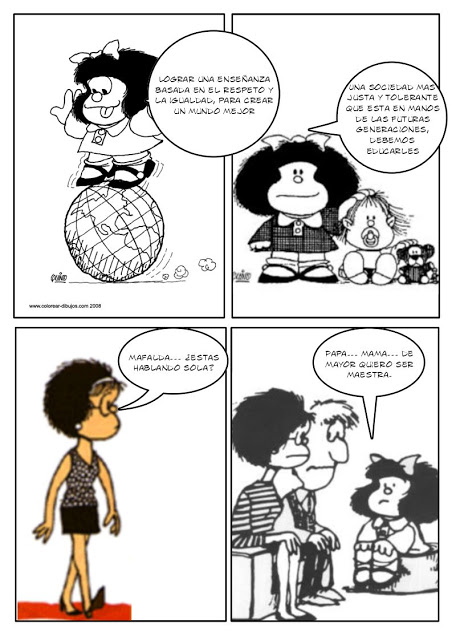 LOGRAR UNA ENSEÑANZA
BASADA EN EL RESPETO Y
LA IGUALDAD, PARA CREAR
UN MUNDO MEJOR
UNA SOCIEDAD MAS
JUSTA Y TOLERANTE
QUE ESTA EN MANOS
DE LAS FUTURAS
GENERACIONES,
DEBEMOS
EDUCARLES
QUINO
www.colorear-dibujos.com 2008
QUINO
MAFALDA... ¿ESTAS
HABLANDO SOLA?
PAPA... MAMA... DE
MAYOR QUIERO SER
MAESTRA.